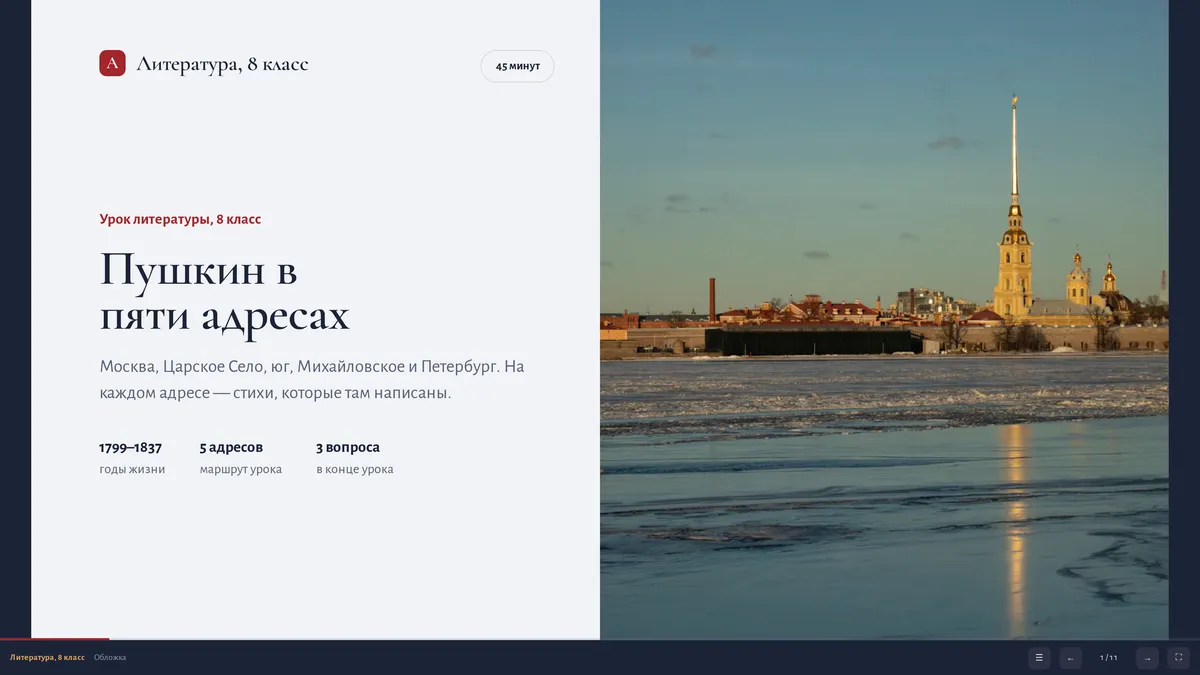 А Литература, 8 класс
45 минут
Урок литературы, 8 класс
Пушкин в
пяти адресах
Москва, Царское Село, юг, Михайловское и Петербург. На
каждом адресе — стихи, которые там написаны.
1799–1837
годы жизни
5 адресов
маршрут урока
3 вопроса
в конце урока
Литература, 8 класс Обложка
1 / 11